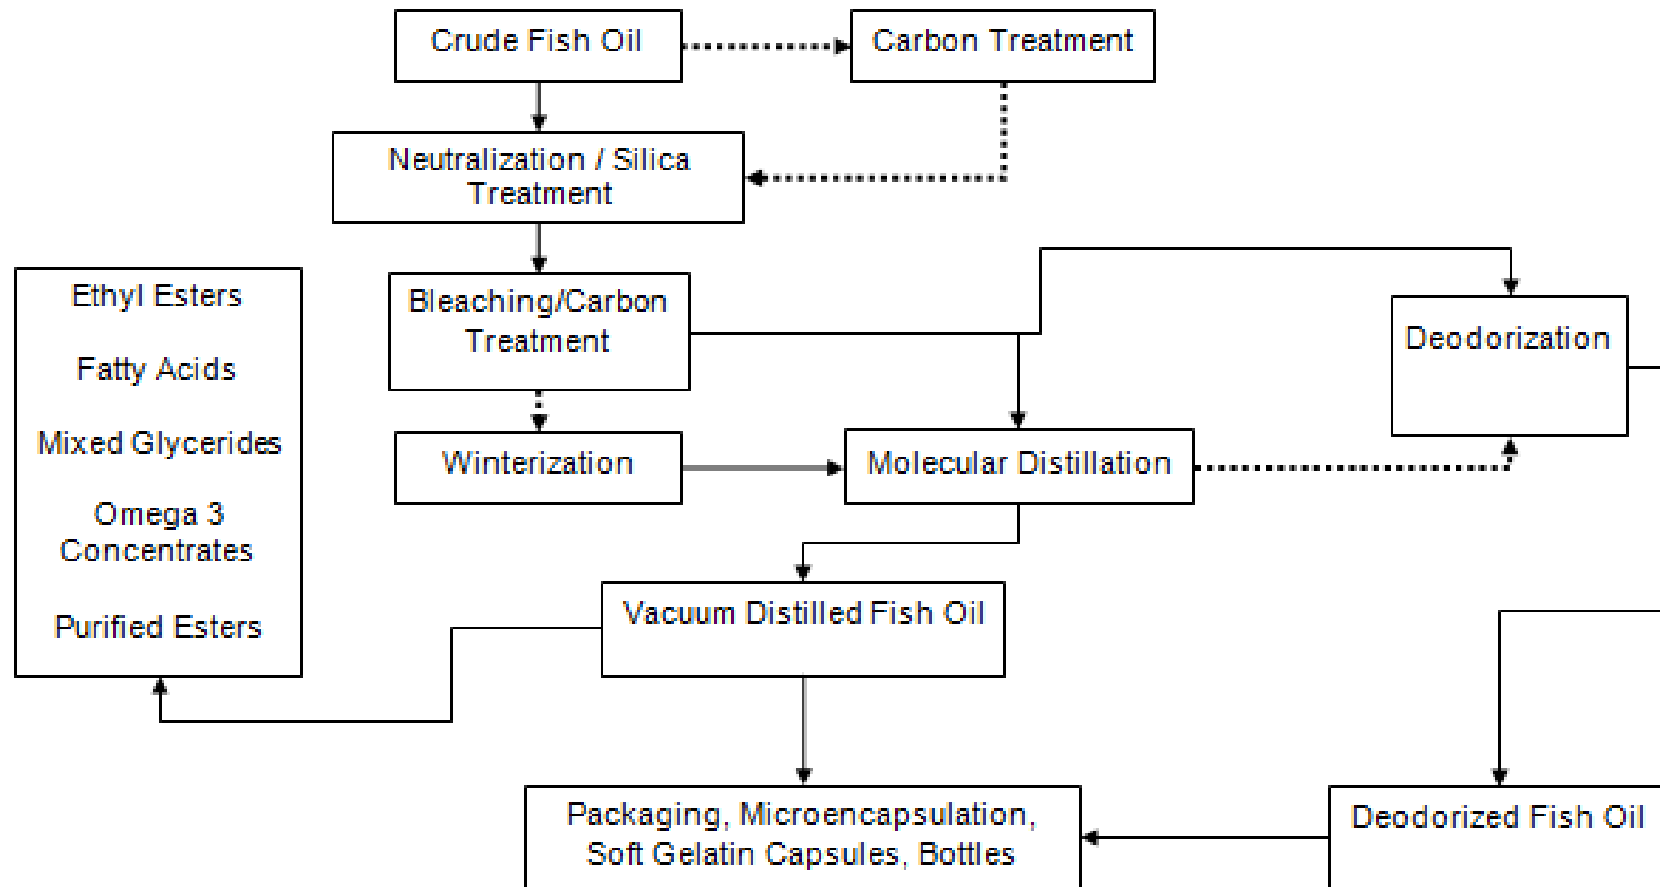 Crude Fish Oil
Carbon Treatment
Neutralization / Silica
Treatment
Bleaching/Carbon
Treatment
Deodorization
Ethyl Esters
Fatty Acids
Mixed Glycerides
Omega 3
Concentrates
Purified Esters
Winterization
Molecular Distillation
Vacuum Distilled Fish Oil
Packaging, Microencapsulation,
Soft Gelatin Capsules, Bottles
Deodorized Fish Oil